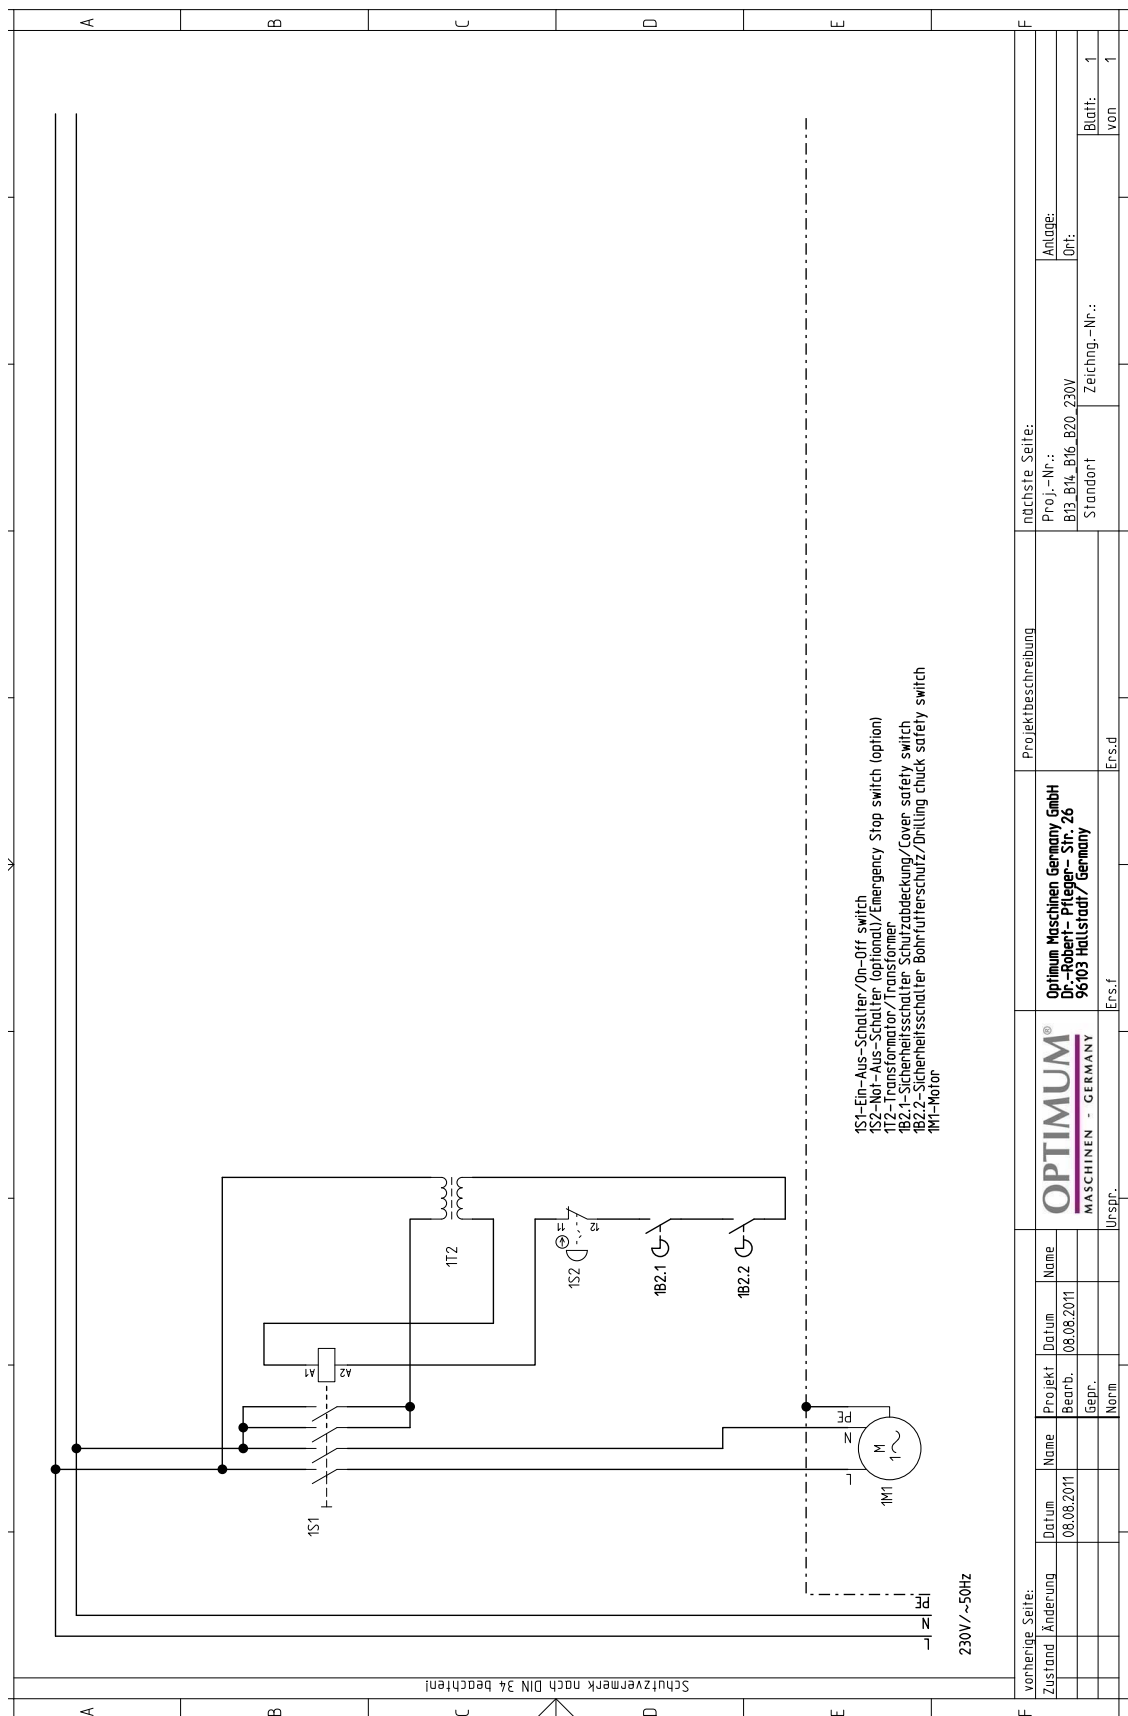 A
B
C
D
E
F
1S1
A1
A2
1T2
1S2
11
12
1B2.1
1B2.2
L
N
PE
M
1~
1M1
L
N
PE
230V/~50Hz
Schutzvermerk nach DIN 34 beachten!
1S1-Ein-Aus-Schalter/On-Off switch
1S2-Not-Aus-Schalter (optional)/Emergency Stop switch (option)
1T2-Transformator/Transformer
1B2.1-Sicherheitsschalter Schutzabdeckung/Cover safety switch
1B2.2-Sicherheitsschalter Bohrfutterschutz/Drilling chuck safety switch
1M1-Motor
A
B
C
D
E
F
vorherige Seite:
Zustand Änderung Datum Name
08.08.2011
Projekt Datum Name
Bearb. 08.08.2011
Gepr.
Norm
OPTIMUM®
MASCHINEN - GERMANY
Urspr.
Optimum Maschinen Germany GmbH
Dr.-Robert- Pfleger- Str. 26
96103 Hallstadt/ Germany
Ers.f
Projektbeschreibung
Ers.d
nächste Seite:
Proj.-Nr.:
B13_B14_B16_B20_230V
Standort
Zeichng.-Nr.:
Anlage:
Ort:
Blatt: 1
von 1